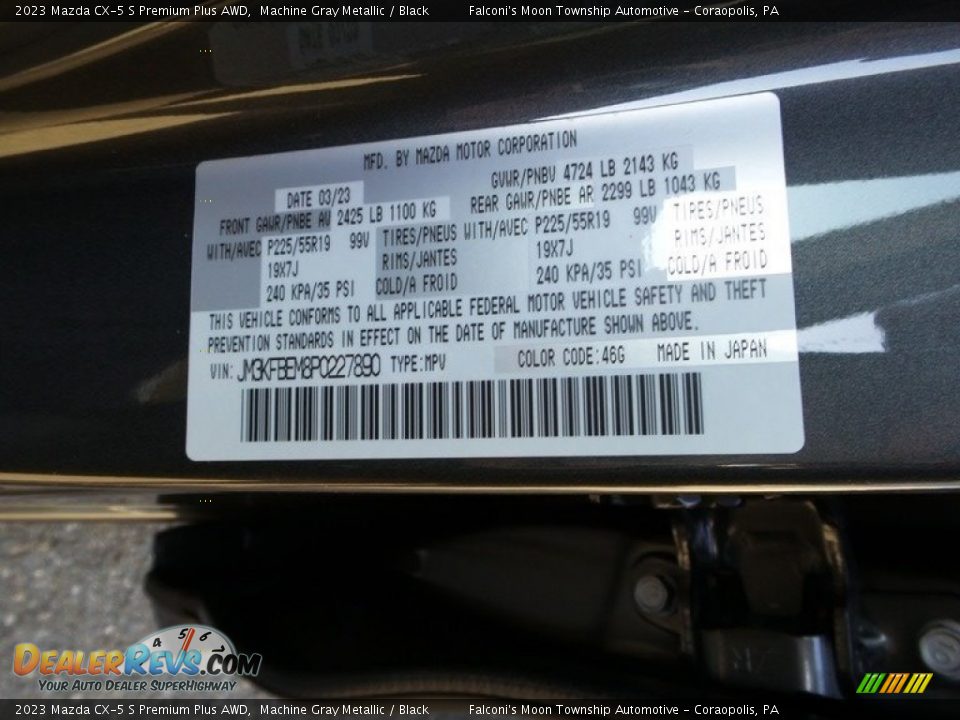 2023 Mazda CX-5 S Premium Plus AWD, Machine Gray Metallic / Black Falconi's Moon Township Automotive - Coraopolis, PA
MFD. BY MAZDA MOTOR CORPORATION
DATE 03/23 GVWR/PNBV 4724 LB 2143 KG
FRONT GAWR/PNBE AV 2425 LB 1100 KG REAR GAWR/PNBE AR 2299 LB 1043 KG
WITH/AVEC P225/55R19 99V TIRES/PNEUS WITH/AVEC P225/55R19 99V TIRES/PNEUS
19X7J RIMS/JANTES 19X7J RIMS/JANTES
240 KPA/35 PSI COLD/A FROID 240 KPA/35 PSI COLD/A FROID
THIS VEHICLE CONFORMS TO ALL APPLICABLE FEDERAL MOTOR VEHICLE SAFETY AND THEFT
PREVENTION STANDARDS IN EFFECT ON THE DATE OF MANUFACTURE SHOWN ABOVE.
VIN: JM3KFBEM8P0227890 TYPE:MPV COLOR CODE:46G MADE IN JAPAN
4 5 6
DEALERREVS.COM
YOUR AUTO DEALER SUPERHIGHWAY
2023 Mazda CX-5 S Premium Plus AWD, Machine Gray Metallic / Black Falconi's Moon Township Automotive - Coraopolis, PA